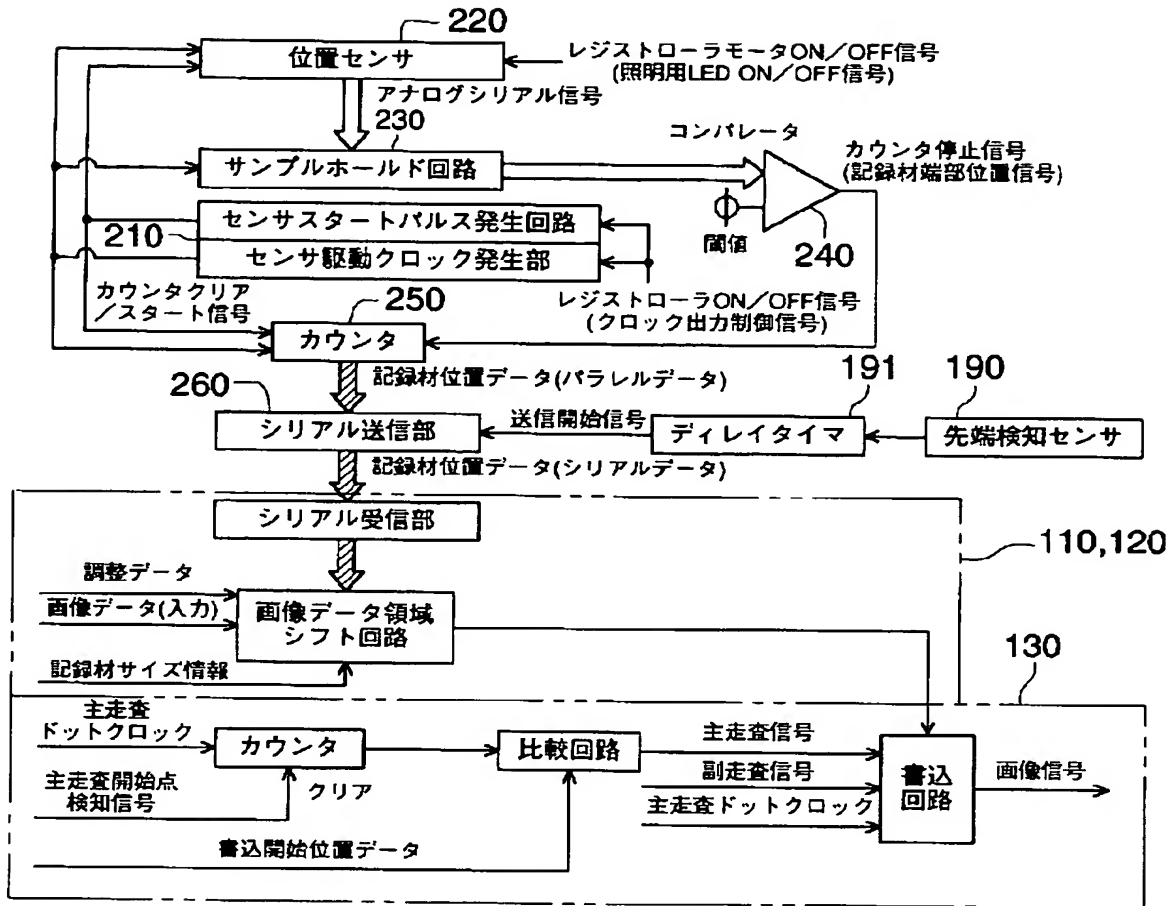 220
位置センサ
レジストローラモータON／OFF信号
(照明用LED ON／OFF信号)
アナログシリアル信号
230
コンパレータ
サンプルホールド回路
カウンタ停止信号
(記録材端部位置信号)
センサスタートパルス発生回路
210
閾値
240
センサ駆動クロック発生部
カウンタクリア
／スタート信号
レジストローラON／OFF信号
(クロック出力制御信号)
250
カウンタ
記録材位置データ(パラレルデータ)
191
190
260
シリアル送信部
送信開始信号
ディレイタイマ
先端検知センサ
記録材位置データ(シリアルデータ)
シリアル受信部
110,120
調整データ
画像データ(入力)
画像データ領域
シフト回路
記録材サイズ情報
130
主走査
ドットクロック
カウンタ
比較回路
主走査信号
副走査信号
主走査ドットクロック
書込
回路
画像信号
主走査開始点
検知信号
クリア
書込開始位置データ